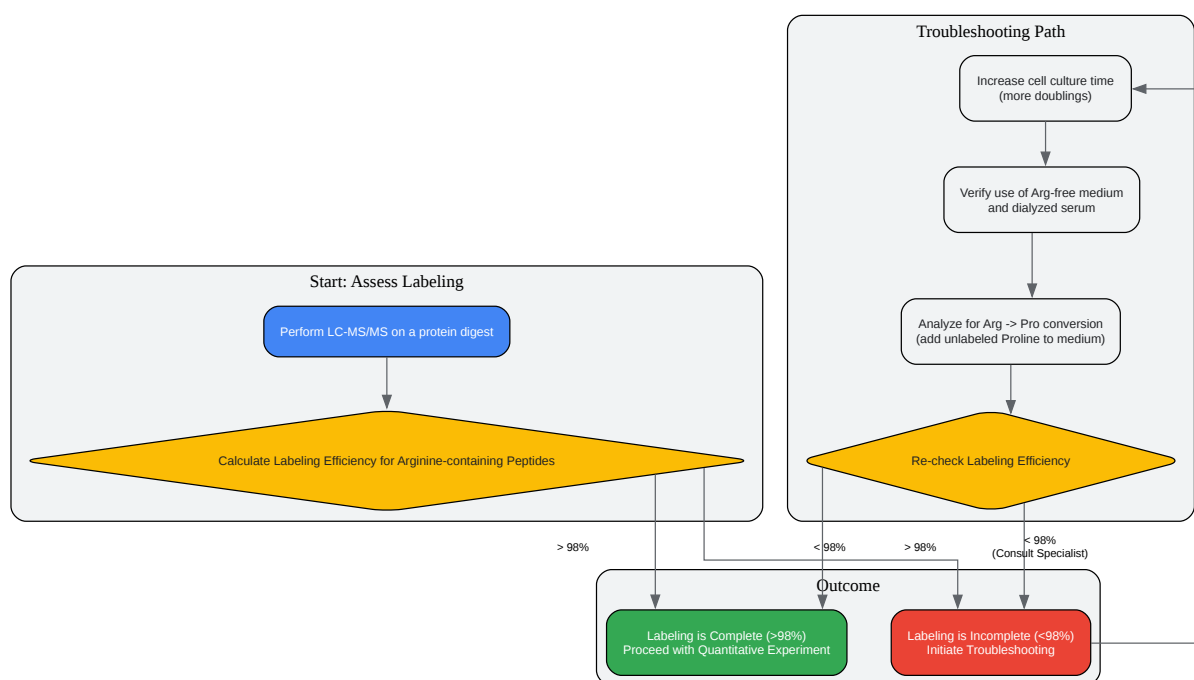 Troubleshooting Path
Increase cell culture time
(more doublings)
Verify use of Arg-free medium
and dialyzed serum
Analyze for Arg -> Pro conversion
(add unlabeled Proline to medium)
Re-check Labeling Efficiency
Start: Assess Labeling
Perform LC-MS/MS on a protein digest
Calculate Labeling Efficiency for Arginine-containing Peptides
> 98%
< 98%
> 98%
< 98%
(Consult Specialist)
Outcome
Labeling is Complete (>98%)
Proceed with Quantitative Experiment
Labeling is Incomplete (<98%)
Initiate Troubleshooting